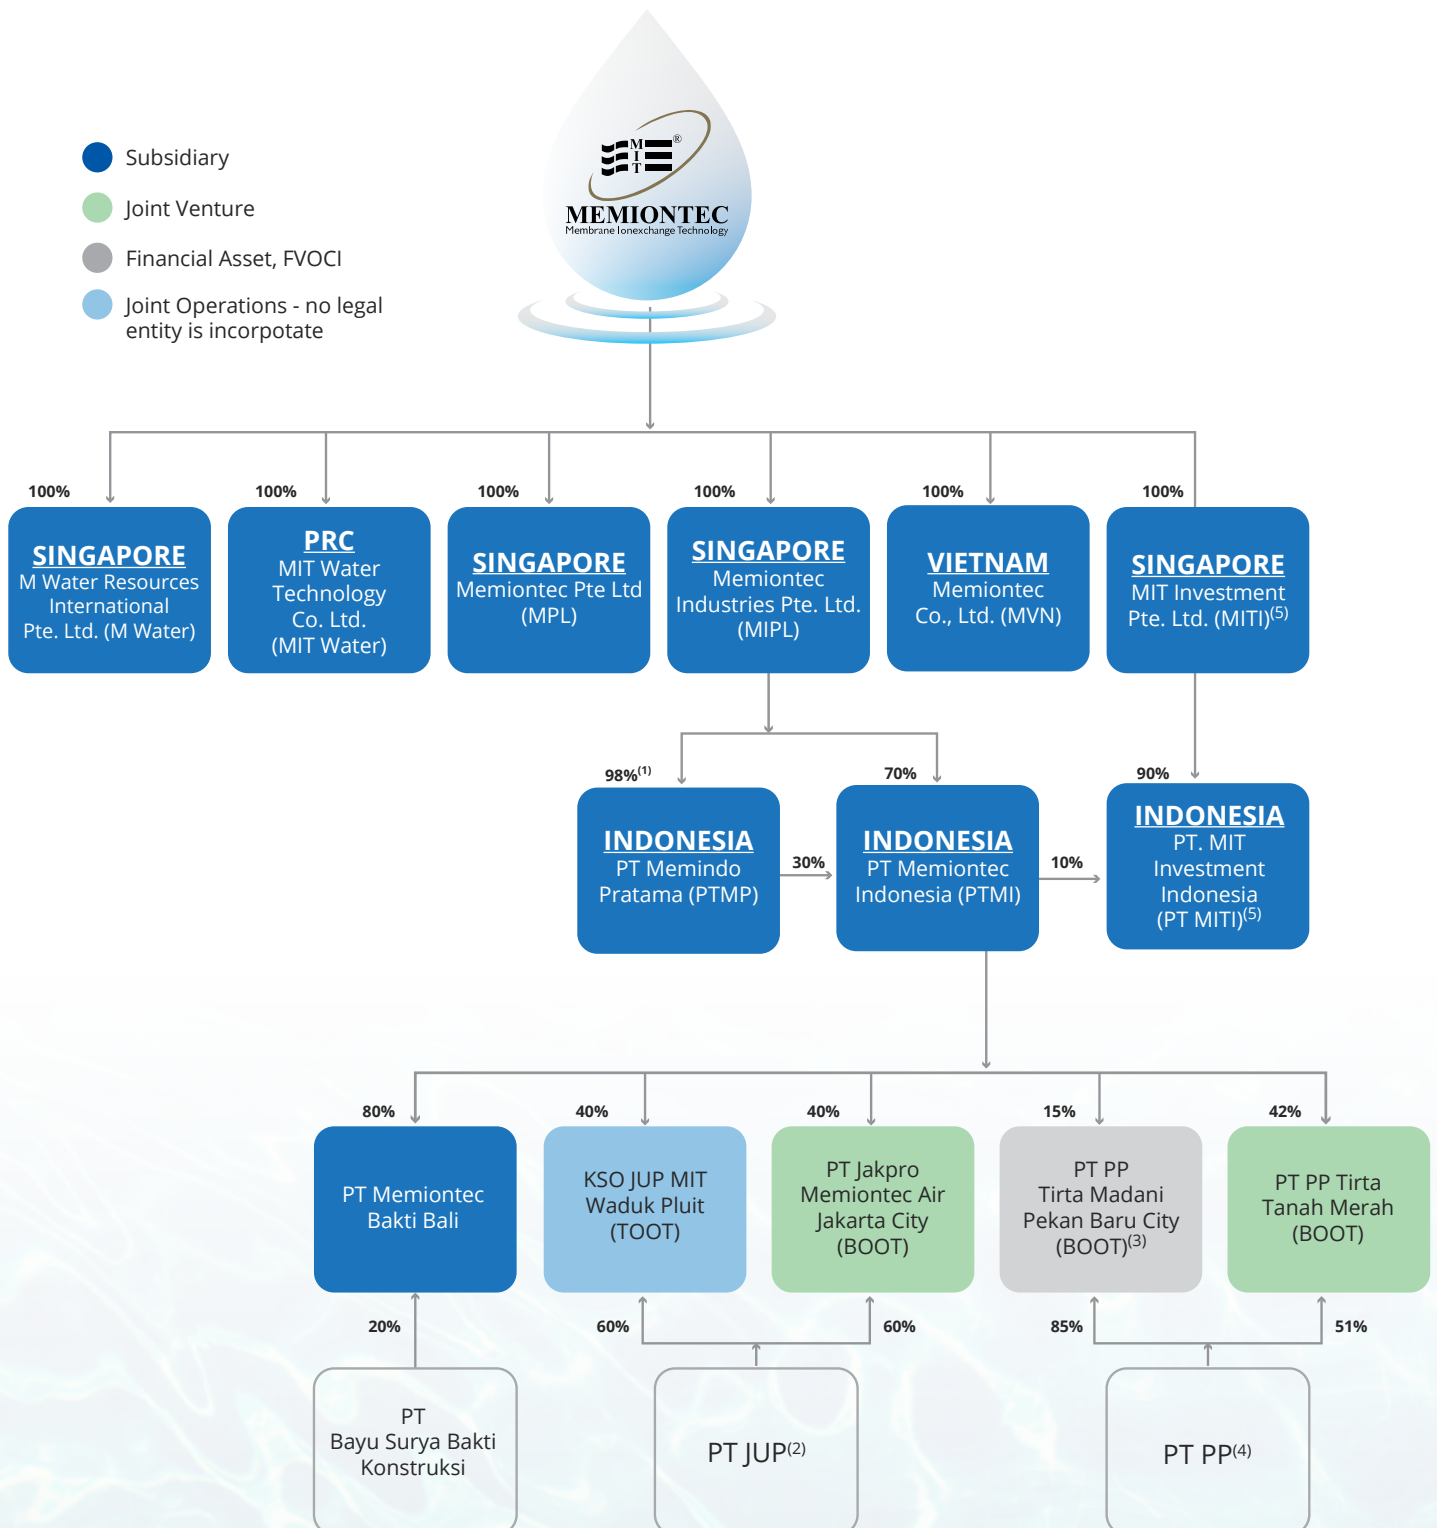 M
I
T
®
MEMIONTEC
Membrane Ionexchange Technology
Subsidiary
Joint Venture
Financial Asset, FVOCI
Joint Operations - no legal
entity is incorpotate
100%
100%
100%
100%
100%
100%
SINGAPORE
M Water Resources
International
Pte. Ltd. (M Water)
PRC
MIT Water
Technology
Co. Ltd.
(MIT Water)
SINGAPORE
Memiontec Pte Ltd
(MPL)
SINGAPORE
Memiontec
Industries Pte. Ltd.
(MIPL)
VIETNAM
Memiontec
Co., Ltd. (MVN)
SINGAPORE
MIT Investment
Pte. Ltd. (MITI)(5)
98%(1)
70%
90%
INDONESIA
PT Memindo
Pratama (PTMP)
30%
INDONESIA
PT Memiontec
Indonesia (PTMI)
10%
INDONESIA
PT. MIT
Investment
Indonesia
(PT MITI)(5)
80%
40%
40%
15%
42%
PT Memiontec
Bakti Bali
KSO JUP MIT
Waduk Pluit
(TOOT)
PT Jakpro
Memiontec Air
Jakarta City
(BOOT)
PT PP
Tirta Madani
Pekan Baru City
(BOOT)(3)
PT PP Tirta
Tanah Merah
(BOOT)
20%
60%
60%
85%
51%
PT
Bayu Surya Bakti
Konstruksi
PT JUP(2)
PT PP(4)